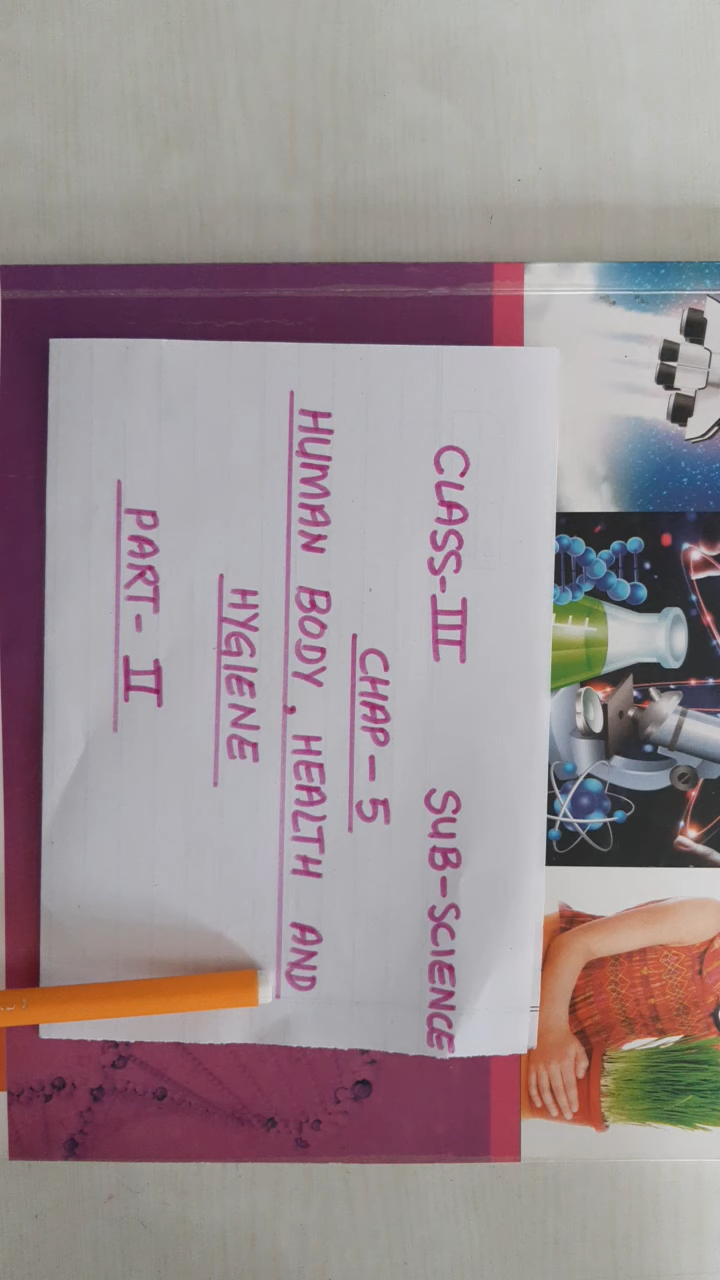 CLASS-III SUB-SCIENCE
CHAP-5
HUMAN BODY, HEALTH AND
HYGIENE
PART-II